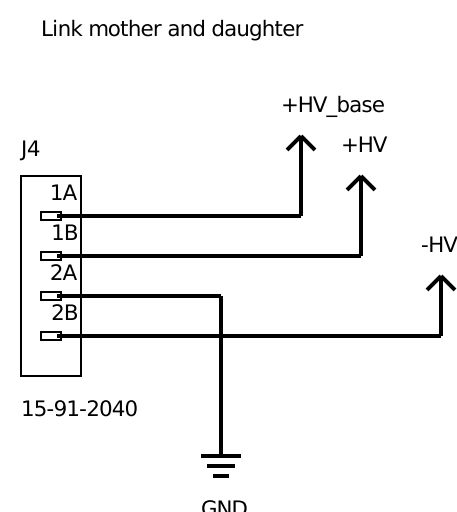 Link mother and daughter
+HV_base
+HV
J4
1A
1B
-HV
2A
2B
15-91-2040
GND